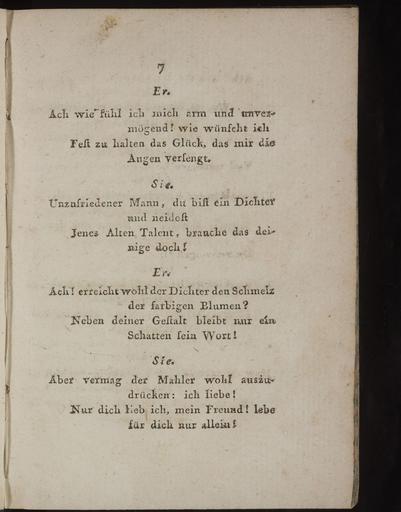 7
Er.
Ach wie fühl ich mich arm und unver-
mögend! wie wünſcht ich
Feſt zu halten das Glück, das mir die
Augen verſengt.
Sie.
Unzufriedener Mann, du biſt ein Dichter
und neideſt
Jenes Alten Talent, brauche das dei-
nige doch!
Er.
Ach! erreicht wohl der Dichter den Schmelz
der farbigen Blumen?
Neben deiner Geſtalt bleibt nur ein
Schatten ſein Wort!
Sie.
Aber vermag der Mahler wohl auszu-
drücken: ich liebe!
Nur dich lieb ich, mein Freund! lebe
für dich nur allein!